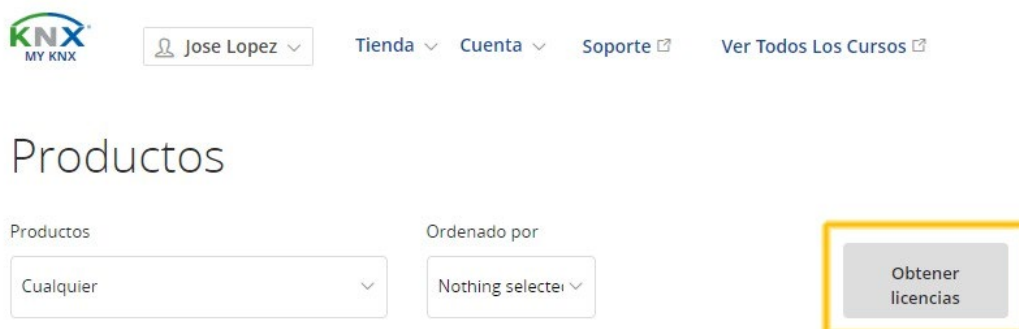 KNX
MY KNX
Jose Lopez
Tienda
Cuenta
Soporte
Ver Todos Los Cursos
Productos
Productos
Ordenado por
Cualquier
Nothing selected
Obtener
licencias